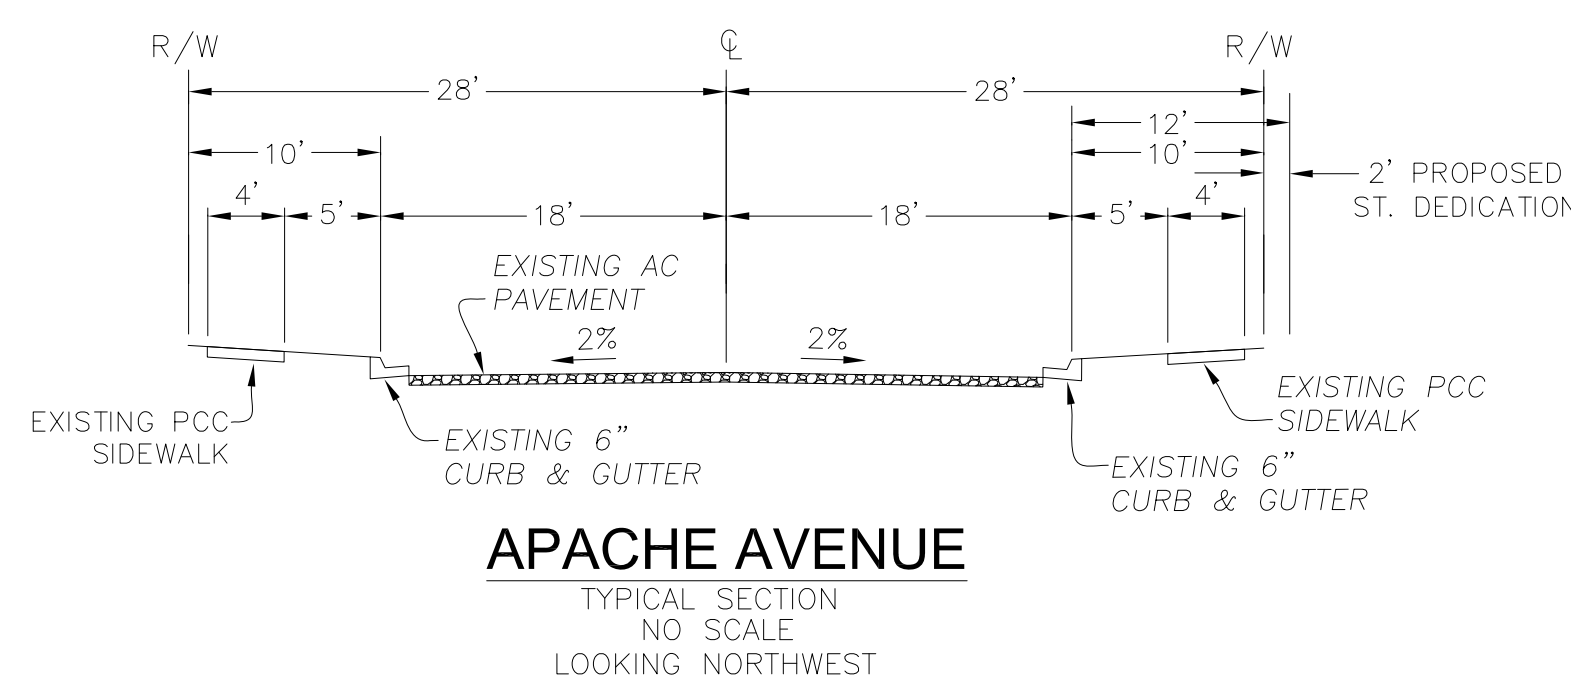 R/W
℄
R/W
28'
28'
12'
10'
10'
2' PROPOSED
ST. DEDICATION
4'
5'
18'
18'
5'
4'
EXISTING AC
PAVEMENT
2%
2%
EXISTING PCC
SIDEWALK
EXISTING 6"
CURB & GUTTER
EXISTING PCC
SIDEWALK
EXISTING 6"
CURB & GUTTER
APACHE AVENUE
TYPICAL SECTION
NO SCALE
LOOKING NORTHWEST